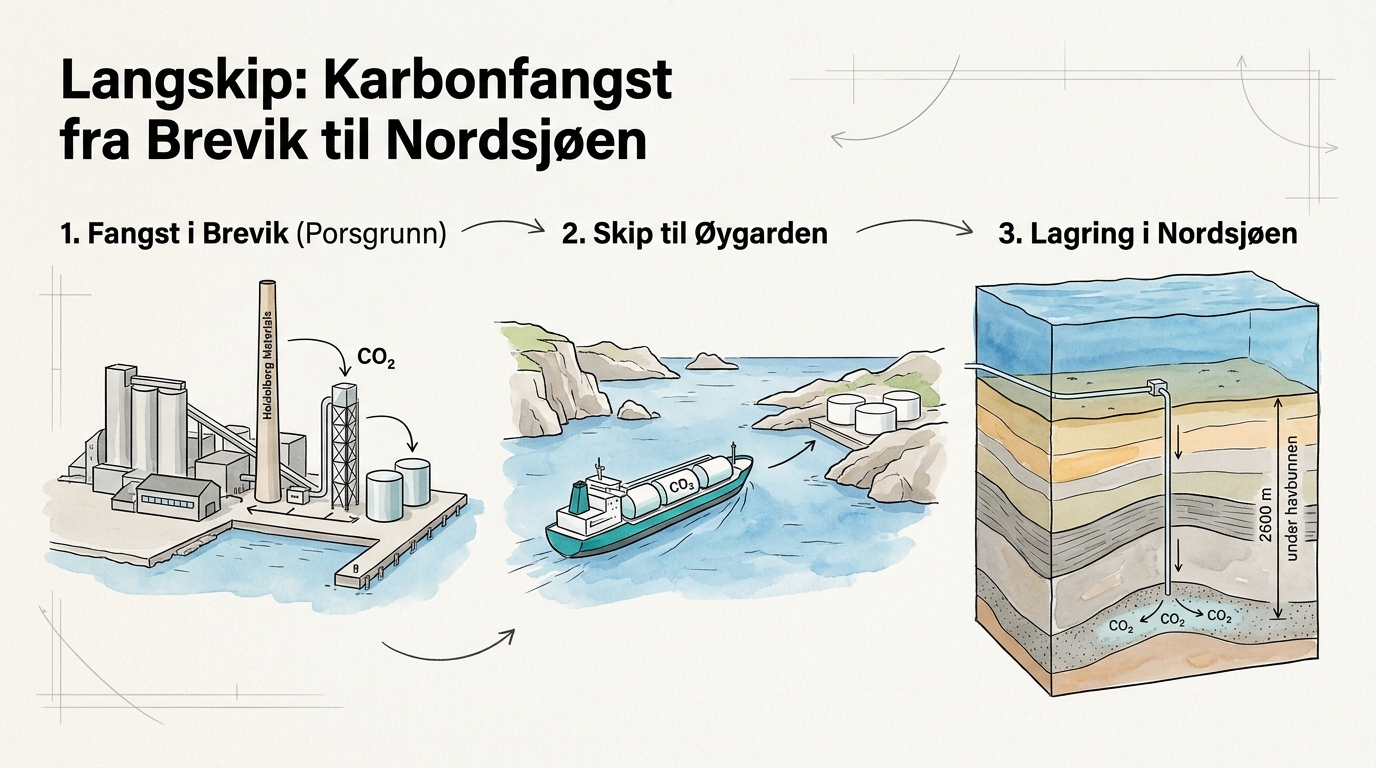 Langskip: Karbonfangst
fra Brevik til Nordsjøen
1. Fangst i Brevik (Porsgrunn)
2. Skip til Øygarden
3. Lagring i Nordsjøen
Holdolborg Materials
CO₂
CO₃
2600 m
under havbunnen
CO₂
CO₂
CO₂